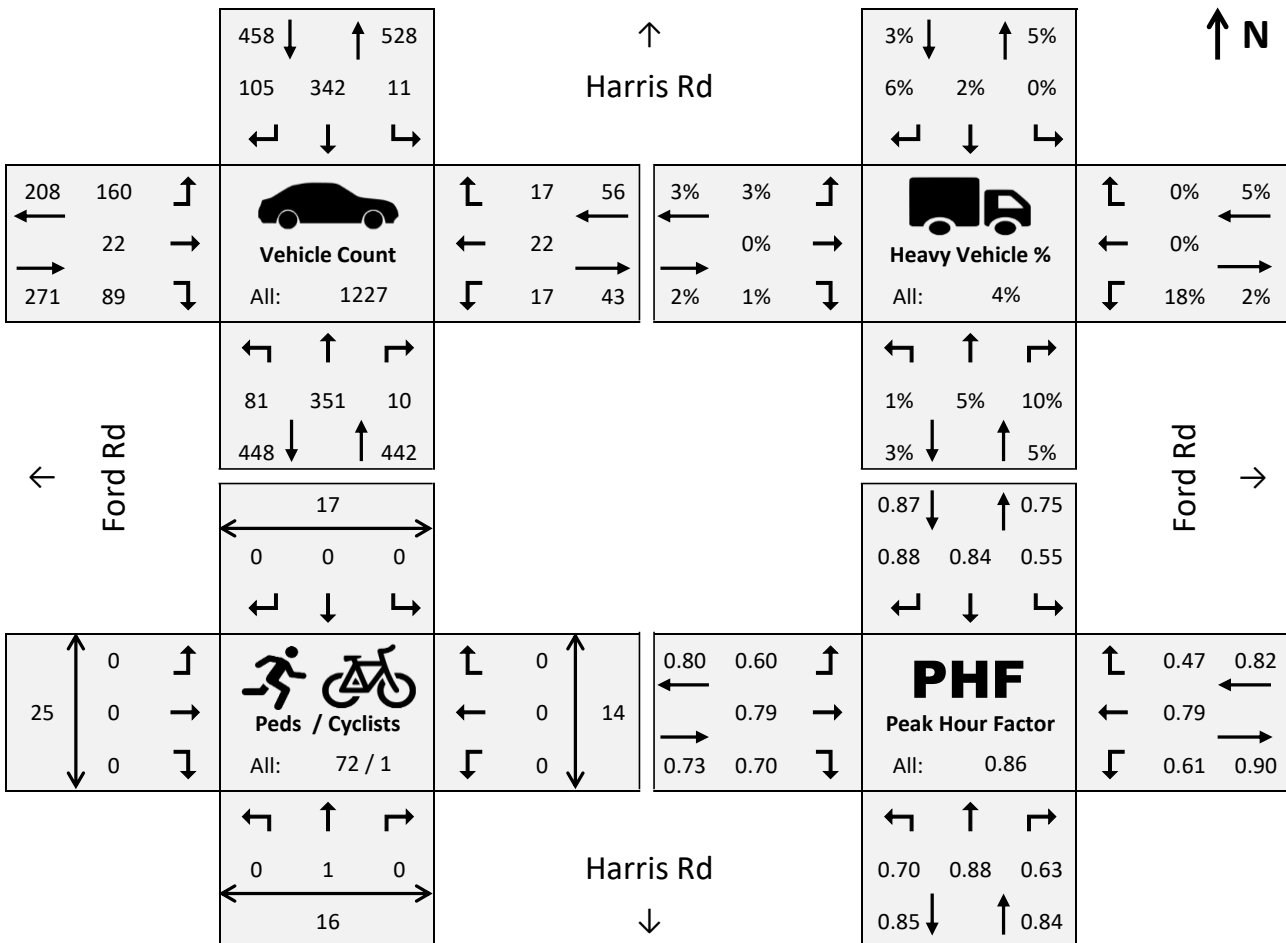 458 528
105 342 11
Harris Rd
3% 5%
6% 2% 0%
N
208 160
22
271 89
Vehicle Count
All: 1227
17 56
22
17 43
3% 3%
0%
2% 1%
Heavy Vehicle %
All: 4%
0% 5%
0%
18% 2%
81 351 10
448 442
1% 5% 10%
3% 5%
Ford Rd
Ford Rd
17
0 0 0
0.87 0.75
0.88 0.84 0.55
0
25 0
0
Peds / Cyclists
All: 72 / 1
0
0 14
0
0.80 0.60
0.79
0.73 0.70
PHF
Peak Hour Factor
All: 0.86
0.47 0.82
0.79
0.61 0.90
0 1 0
16
Harris Rd
0.70 0.88 0.63
0.85 0.84